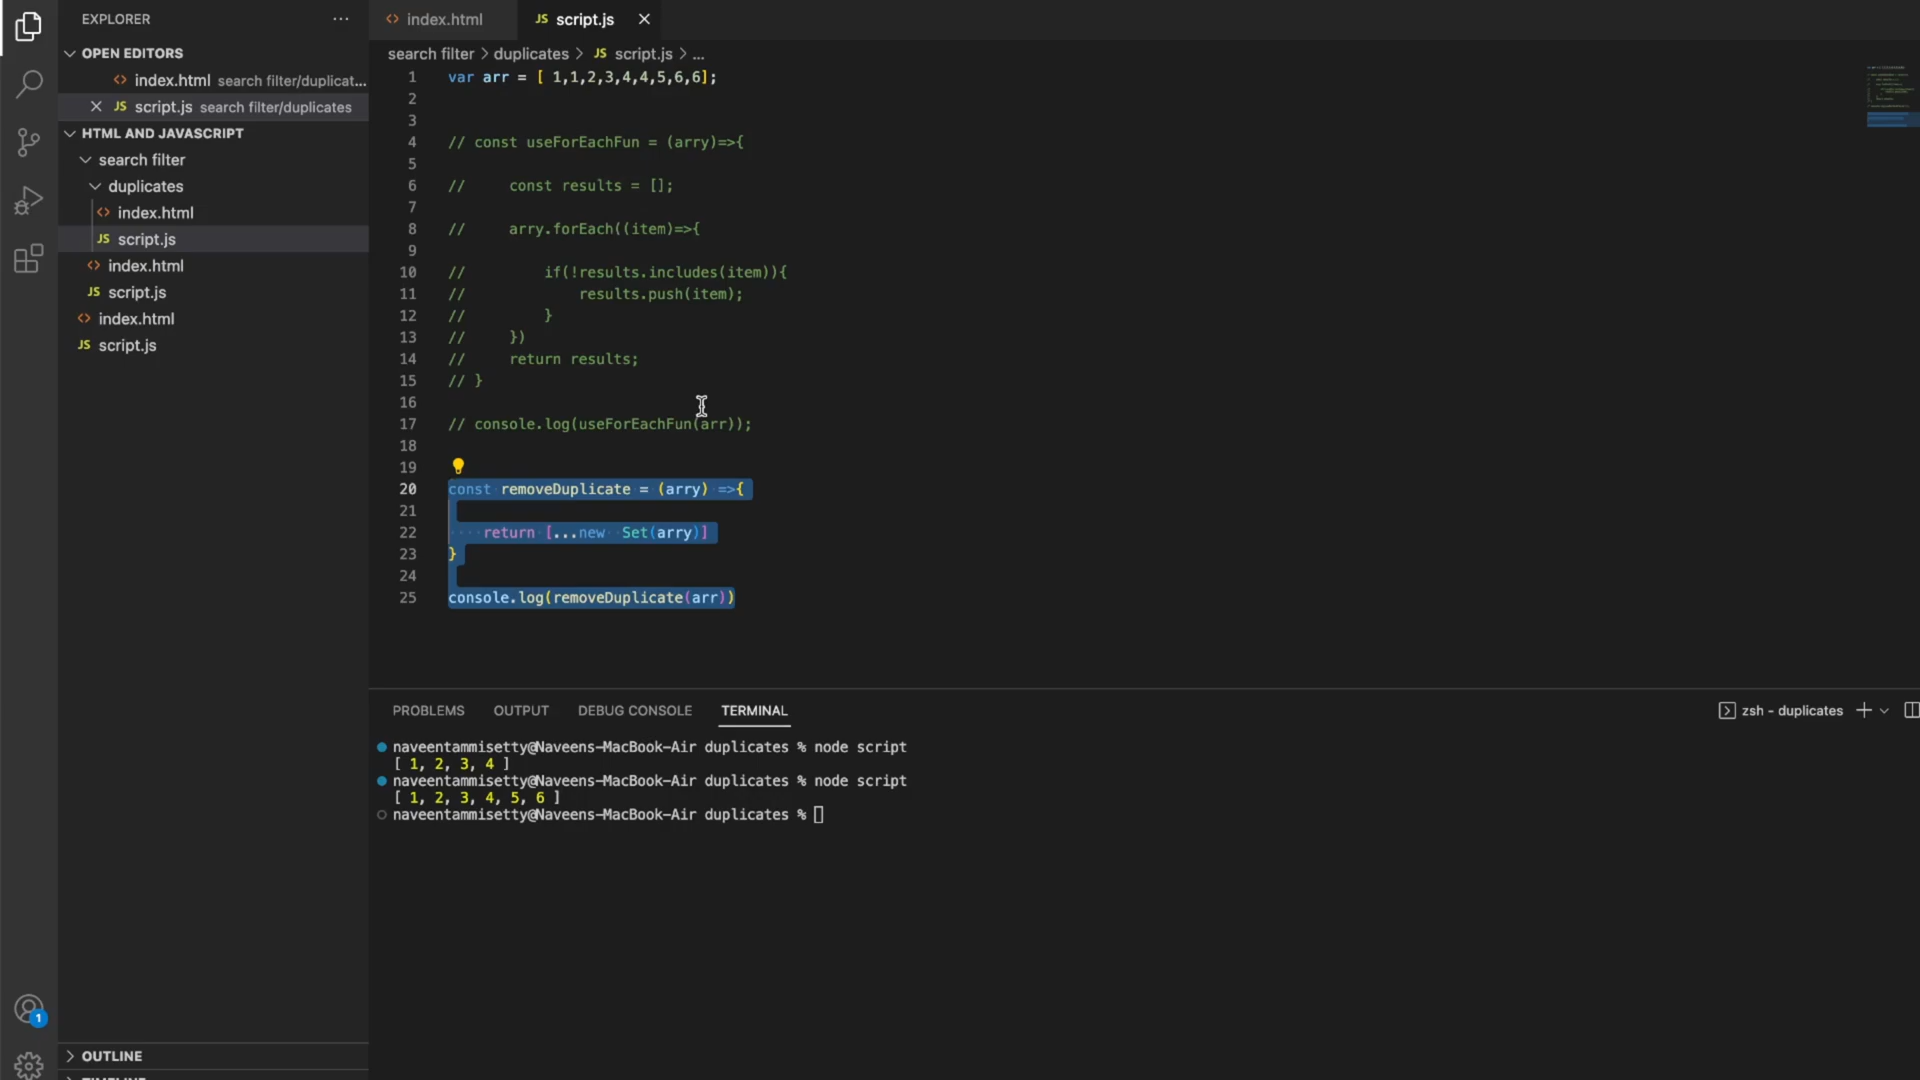 EXPLORER
OPEN EDITORS
index.html search filter/duplicat...
JS script.js search filter/duplicates
HTML AND JAVASCRIPT
search filter
duplicates
index.html
JS script.js
index.html
JS script.js
index.html
JS script.js
OUTLINE
1
index.html
JS script.js
search filter > duplicates > JS script.js > ...
1 var arr = [ 1,1,2,3,4,4,5,6,6];
2
3
4 // const useForEachFun = (arry)=>{
5
6 //     const results = [];
7
8 //     arry.forEach((item)=>{
9
10 //         if(!results.includes(item)){
11 //             results.push(item);
12 //         }
13 //     })
14 //     return results;
15 // }
16
17 // console.log(useForEachFun(arr));
18
19
20 const removeDuplicate = (arry) =>{
21
22     return [...new  Set(arry)]
23 }
24
25 console.log(removeDuplicate(arr))
PROBLEMS OUTPUT DEBUG CONSOLE TERMINAL
zsh - duplicates
naveentammisetty@Naveens-MacBook-Air duplicates % node script
[ 1, 2, 3, 4 ]
naveentammisetty@Naveens-MacBook-Air duplicates % node script
[ 1, 2, 3, 4, 5, 6 ]
naveentammisetty@Naveens-MacBook-Air duplicates %